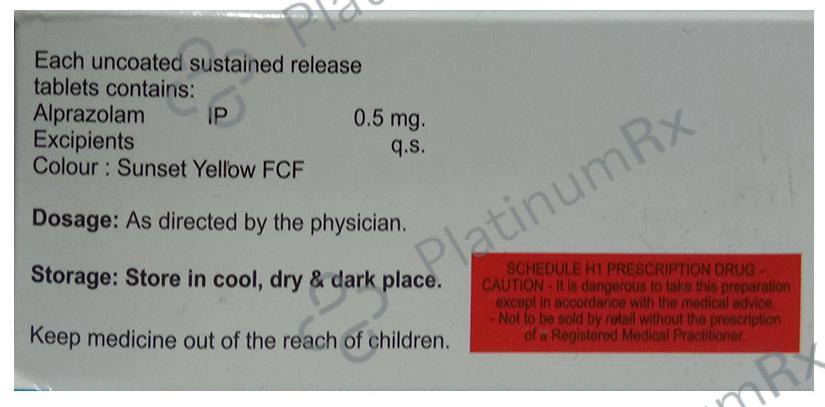 Each uncoated sustained release
tablets contains:
Alprazolam IP 0.5 mg.
Excipients q.s.
Colour : Sunset Yellow FCF
Dosage: As directed by the physician.
Storage: Store in cool, dry & dark place.
Keep medicine out of the reach of children.
SCHEDULE H1 PRESCRIPTION DRUG –
CAUTION - It is dangerous to take this preparation
except in accordance with the medical advice.
- Not to be sold by retail without the prescription
of a Registered Medical Practitioner.
PlatinumRx